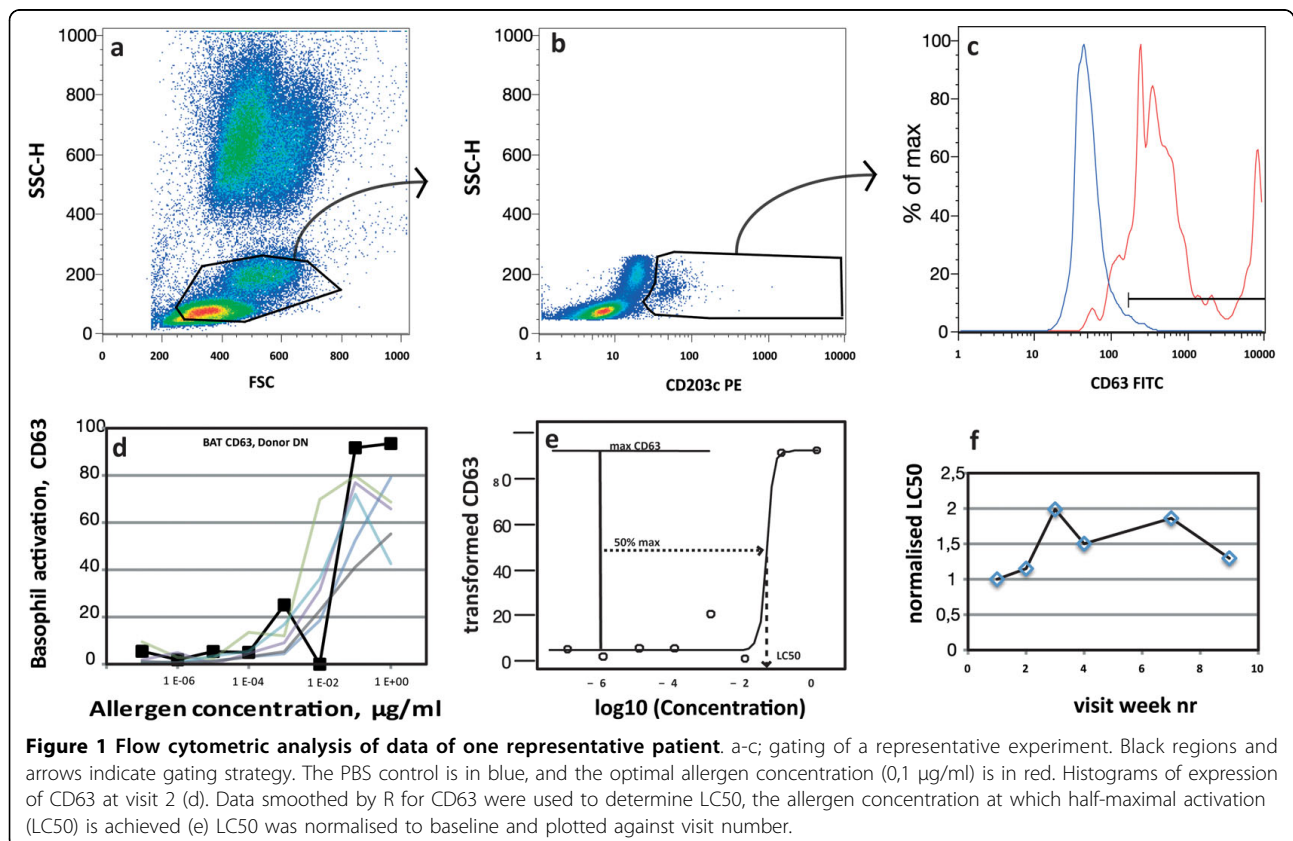 a
1000
800
600
400
200
0
SSC-H
200 400 600 800 1000
FSC
b
1000
800
600
400
200
0
SSC-H
1 10 100 1000 10000
CD203c PE
c
100
80
60
40
20
0
% of max
1 10 100 1000 10000
CD63 FITC
d
BAT CD63, Donor DN
100
80
60
40
20
0
Basophil activation, CD63
1 E-06 1 E-04 1 E-02 1 E+00
Allergen concentration, µg/ml
e
max CD63
80
60
40
20
0
transformed CD63
50% max
LC50
– 6 – 4 – 2 0
log10 (Concentration)
f
2,5
2
1,5
1
0,5
0
normalised LC50
0 2 4 6 8 10
visit week nr
Figure 1 Flow cytometric analysis of data of one representative patient. a-c; gating of a representative experiment. Black regions and
arrows indicate gating strategy. The PBS control is in blue, and the optimal allergen concentration (0,1 µg/ml) is in red. Histograms of expression
of CD63 at visit 2 (d). Data smoothed by R for CD63 were used to determine LC50, the allergen concentration at which half-maximal activation
(LC50) is achieved (e) LC50 was normalised to baseline and plotted against visit number.